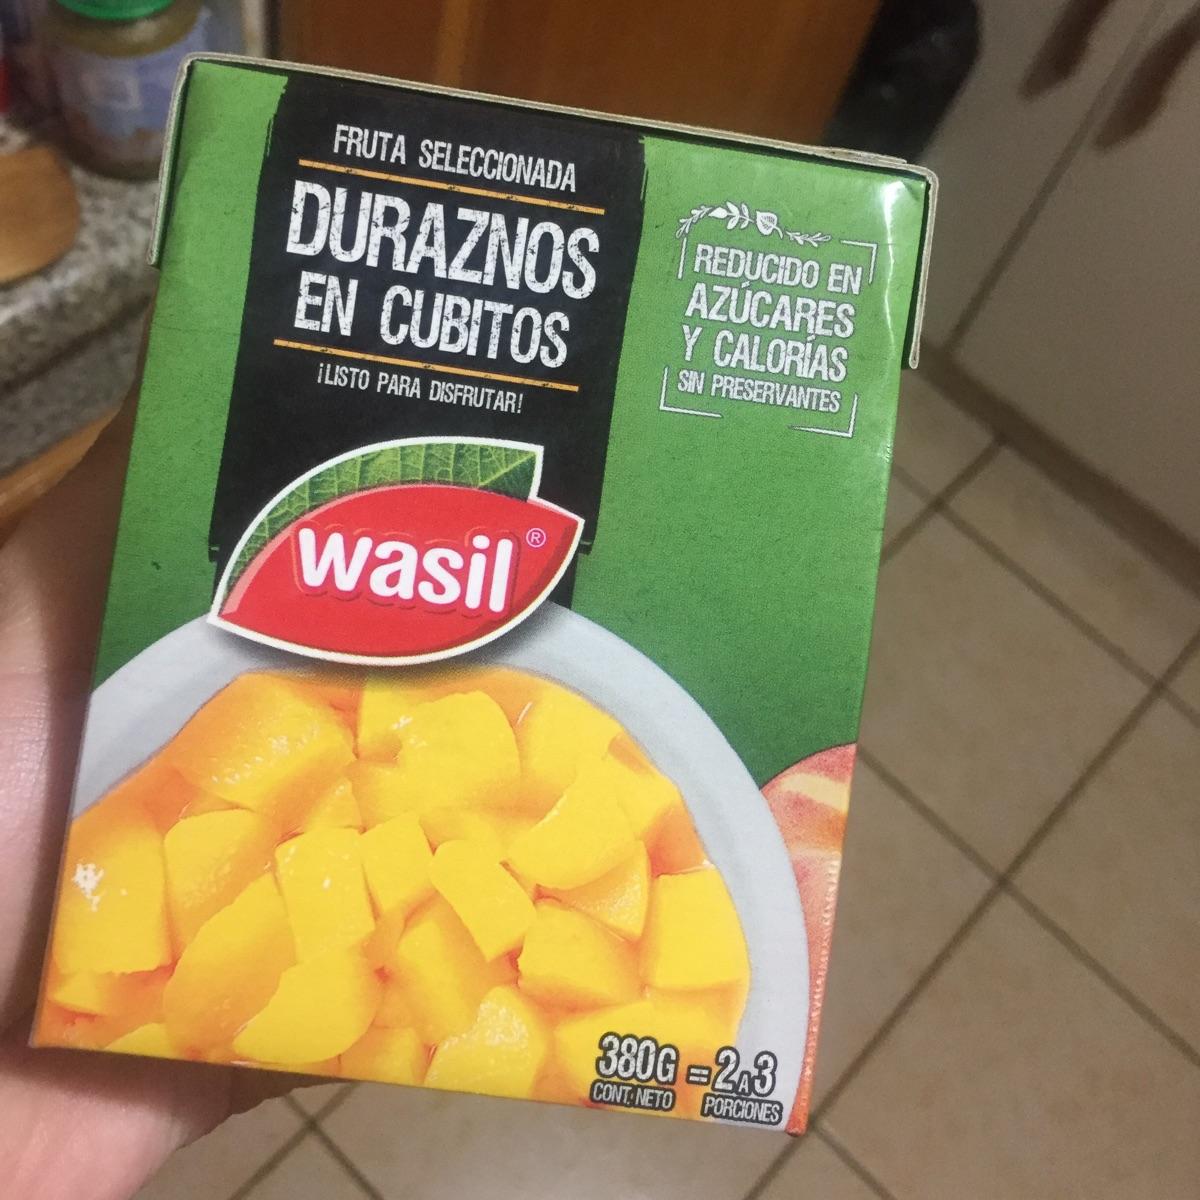 FRUTA SELECCIONADA
DURAZNOS
EN CUBITOS
¡LISTO PARA DISFRUTAR!
REDUCIDO EN
AZÚCARES
Y CALORÍAS
SIN PRESERVANTES
wasil®
380G = 2 A 3
CONT. NETO PORCIONES